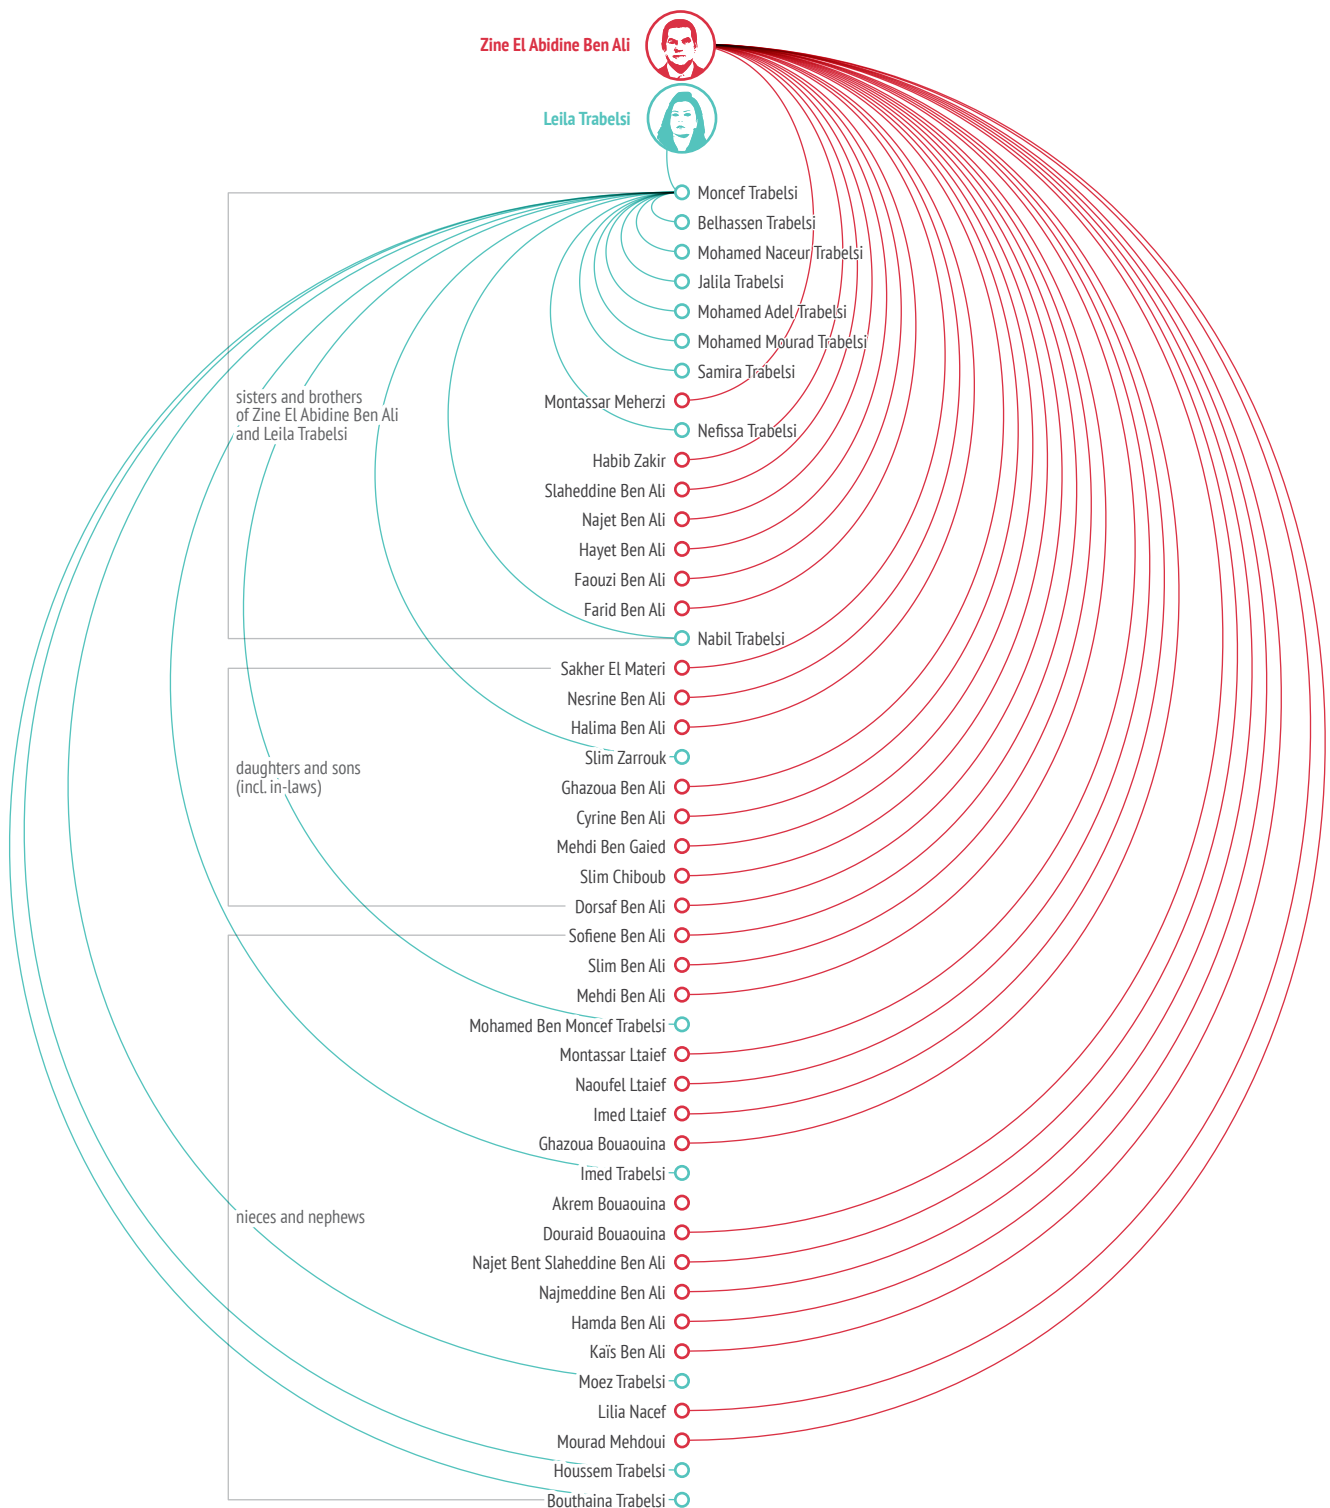 Zine El Abidine Ben Ali
Leila Trabelsi
Moncef Trabelsi
Belhassen Trabelsi
Mohamed Naceur Trabelsi
Jalila Trabelsi
Mohamed Adel Trabelsi
Mohamed Mourad Trabelsi
Samira Trabelsi
sisters and brothers
of Zine El Abidine Ben Ali
and Leila Trabelsi
Montassar Meherzi
Nefissa Trabelsi
Habib Zakir
Slaheddine Ben Ali
Najet Ben Ali
Hayet Ben Ali
Faouzi Ben Ali
Farid Ben Ali
Nabil Trabelsi
Sakher El Materi
Nesrine Ben Ali
Halima Ben Ali
Slim Zarrouk
daughters and sons
(incl. in-laws)
Ghazoua Ben Ali
Cyrine Ben Ali
Mehdi Ben Gaied
Slim Chiboub
Dorsaf Ben Ali
Sofiene Ben Ali
Slim Ben Ali
Mehdi Ben Ali
Mohamed Ben Moncef Trabelsi
Montassar Ltaief
Naoufel Ltaief
Imed Ltaief
Ghazoua Bouaouina
Imed Trabelsi
Akrem Bouaouina
nieces and nephews
Douraid Bouaouina
Najet Bent Slaheddine Ben Ali
Najmeddine Ben Ali
Hamda Ben Ali
Kaïs Ben Ali
Moez Trabelsi
Lilia Nacef
Mourad Mehdoui
Houssem Trabelsi
Bouthaina Trabelsi